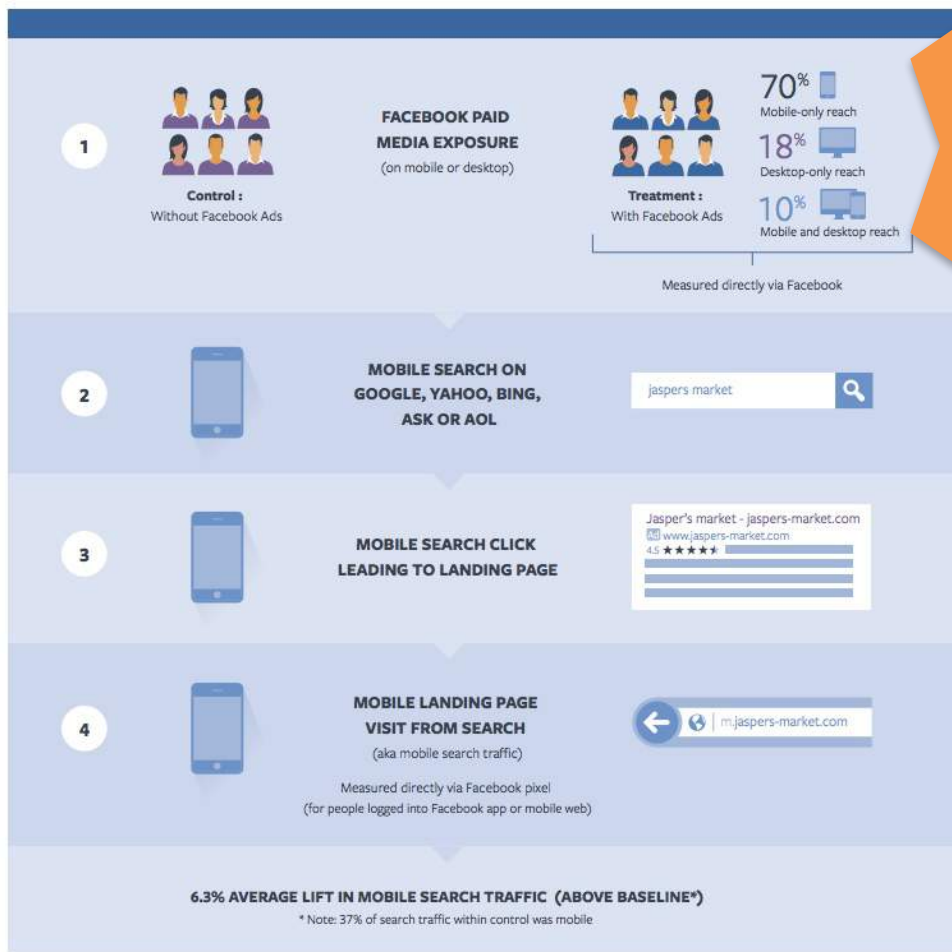 1
Control :
Without Facebook Ads
FACEBOOK PAID
MEDIA EXPOSURE
(on mobile or desktop)
Treatment :
With Facebook Ads
70%
Mobile-only reach
18%
Desktop-only reach
10%
Mobile and desktop reach
Measured directly via Facebook
2
MOBILE SEARCH ON
GOOGLE, YAHOO, BING,
ASK OR AOL
jaspers market
3
MOBILE SEARCH CLICK
LEADING TO LANDING PAGE
Jasper's market - jaspers-market.com
Ad www.jaspers-market.com
4.5 ★★★★⯨
4
MOBILE LANDING PAGE
VISIT FROM SEARCH
(aka mobile search traffic)
Measured directly via Facebook pixel
(for people logged into Facebook app or mobile web)
m.jaspers-market.com
6.3% AVERAGE LIFT IN MOBILE SEARCH TRAFFIC (ABOVE BASELINE*)
* Note: 37% of search traffic within control was mobile